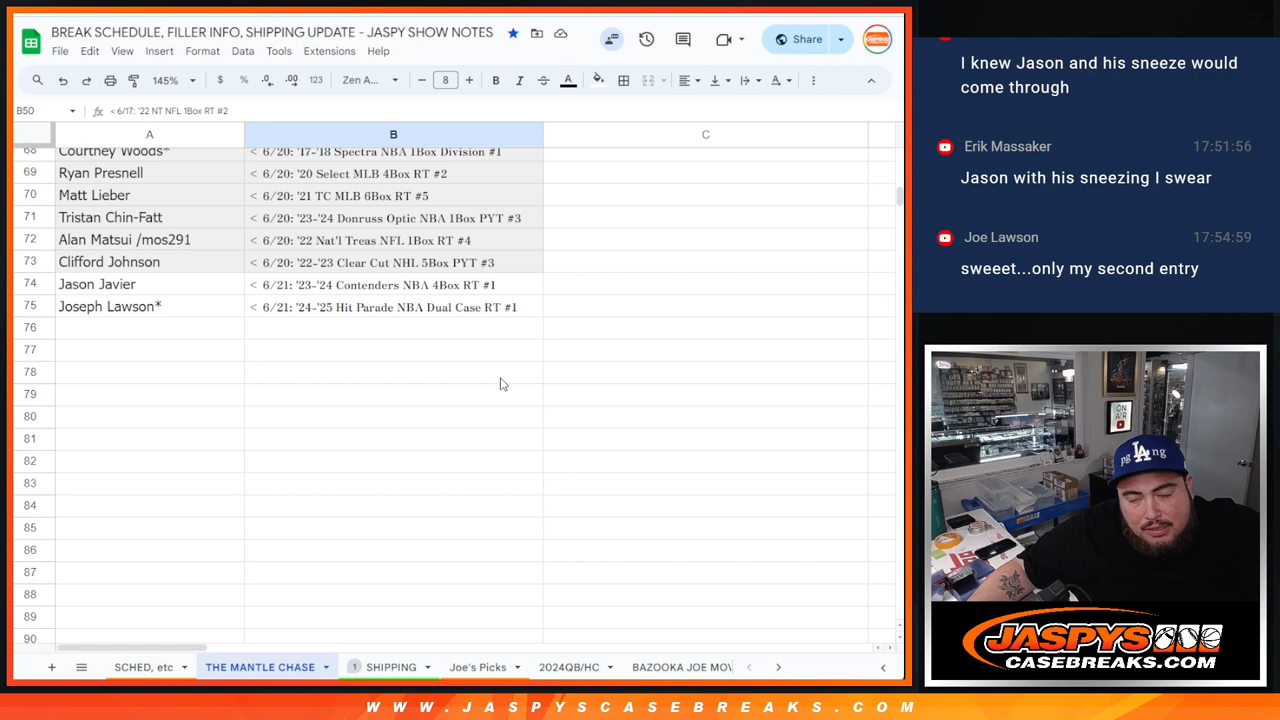 BREAK SCHEDULE, FILLER INFO, SHIPPING UPDATE - JASPY SHOW NOTES
File Edit View Insert Format Data Tools Extensions Help
Share
145% $ % .0 .00 123 Zen A... 8 B I A
B50 < 6/17: '22 NT NFL 1Box RT #2
A B C
68 Courtney Woods* < 6/20: '17-'18 Spectra NBA 1Box Division #1
69 Ryan Presnell < 6/20: '20 Select MLB 4Box RT #2
70 Matt Lieber < 6/20: '21 TC MLB 6Box RT #5
71 Tristan Chin-Fatt < 6/20: '23-'24 Donruss Optic NBA 1Box PYT #3
72 Alan Matsui /mos291 < 6/20: '22 Nat'l Treas NFL 1Box RT #4
73 Clifford Johnson < 6/20: '22-'23 Clear Cut NHL 5Box PYT #3
74 Jason Javier < 6/21: '23-'24 Contenders NBA 4Box RT #1
75 Joseph Lawson* < 6/21: '24-'25 Hit Parade NBA Dual Case RT #1
76
77
78
79
80
81
82
83
84
85
86
87
88
89
90
SCHED, etc THE MANTLE CHASE 1 SHIPPING Joe's Picks 2024QB/HC BAZOOKA JOE MOV
I knew Jason and his sneeze would
come through
Erik Massaker 17:51:56
Jason with his sneezing I swear
Joe Lawson 17:54:59
sweeet...only my second entry
ON
AIR
pg LA ng
JASPYS
CASEBREAKS.COM
WWW.JASPYSCASEBREAKS.COM